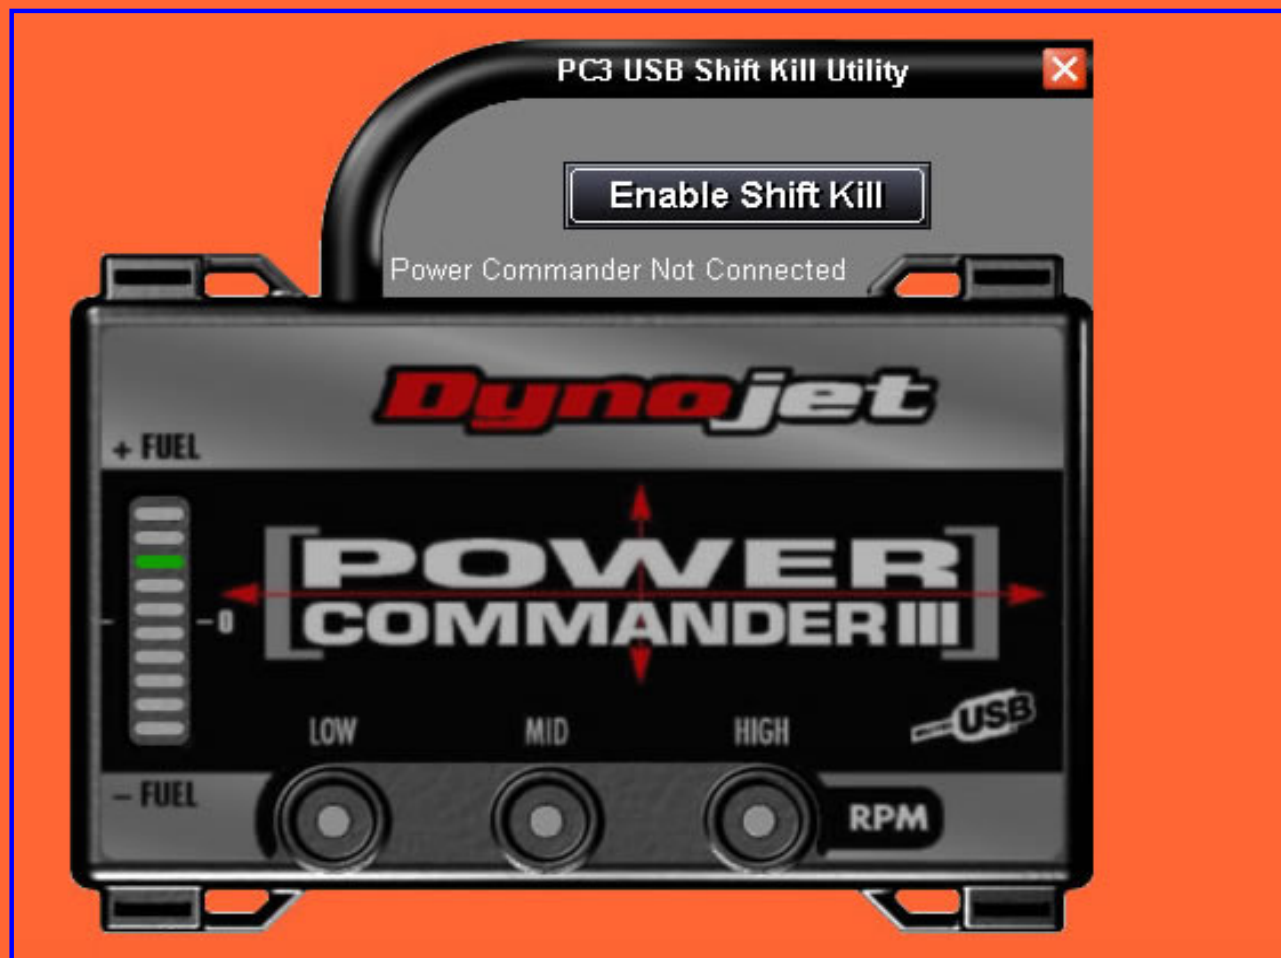 PC3 USB Shift Kill Utility
Enable Shift Kill
Power Commander Not Connected
Dynojet
+ FUEL
POWER
- 0
COMMANDER III
USB
LOW MID HIGH
- FUEL
RPM